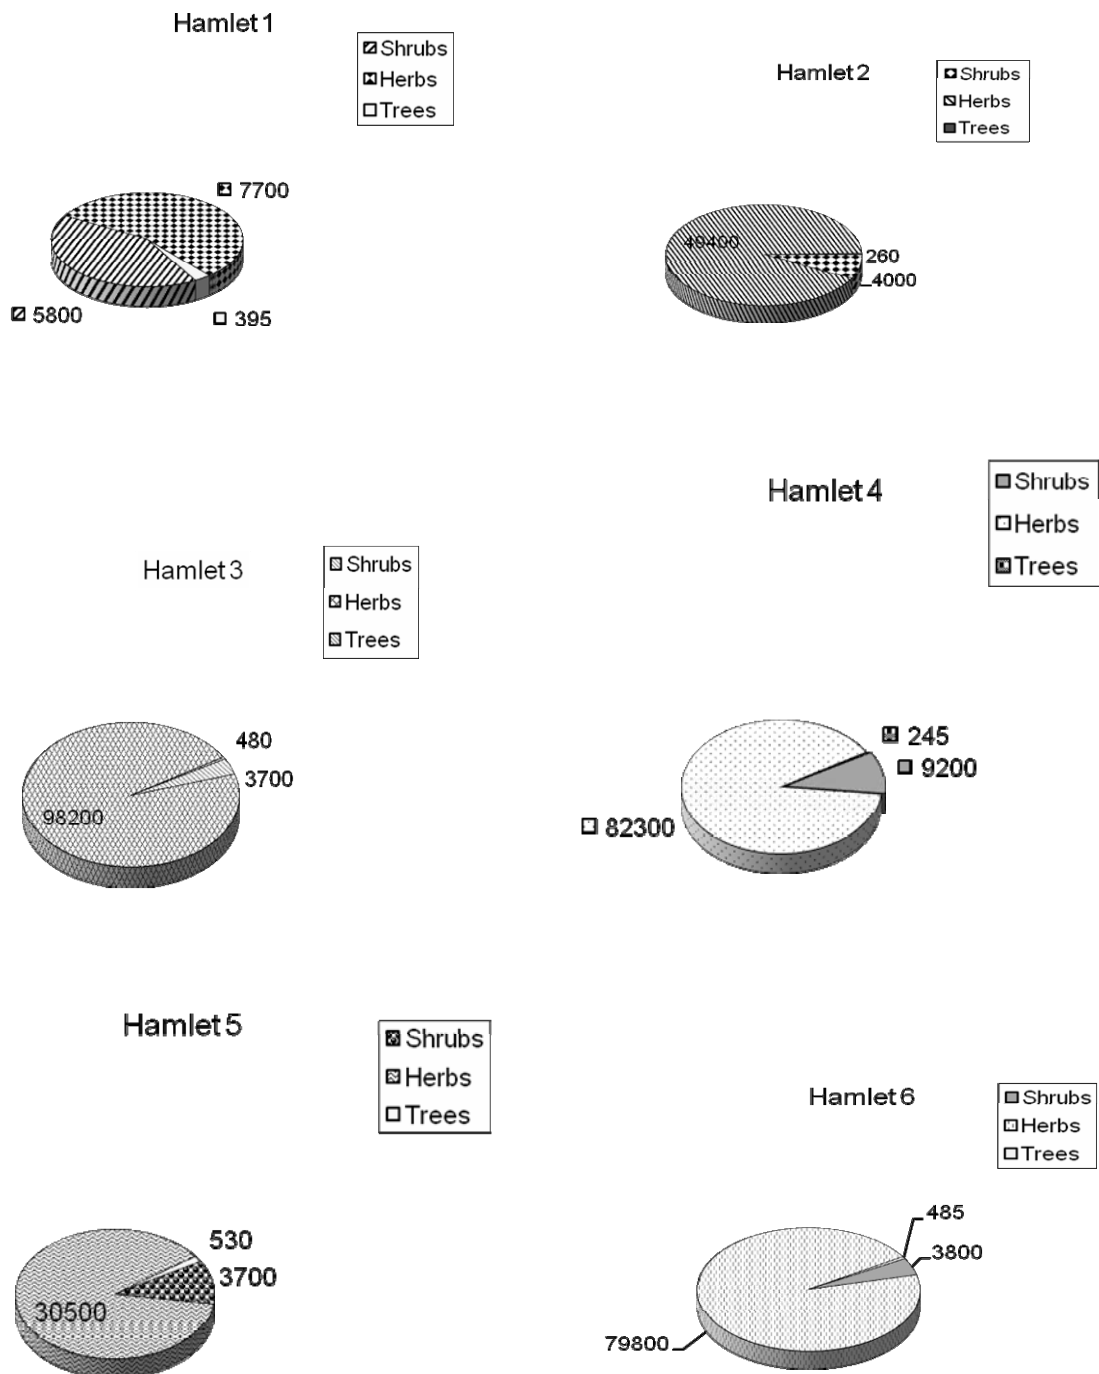 Hamlet 1
Shrubs
Herbs
Trees
7700
5800
395
Hamlet 2
Shrubs
Herbs
Trees
49400
260
4000
Hamlet 3
Shrubs
Herbs
Trees
480
3700
98200
Hamlet 4
Shrubs
Herbs
Trees
245
9200
82300
Hamlet 5
Shrubs
Herbs
Trees
530
3700
30500
Hamlet 6
Shrubs
Herbs
Trees
485
3800
79800